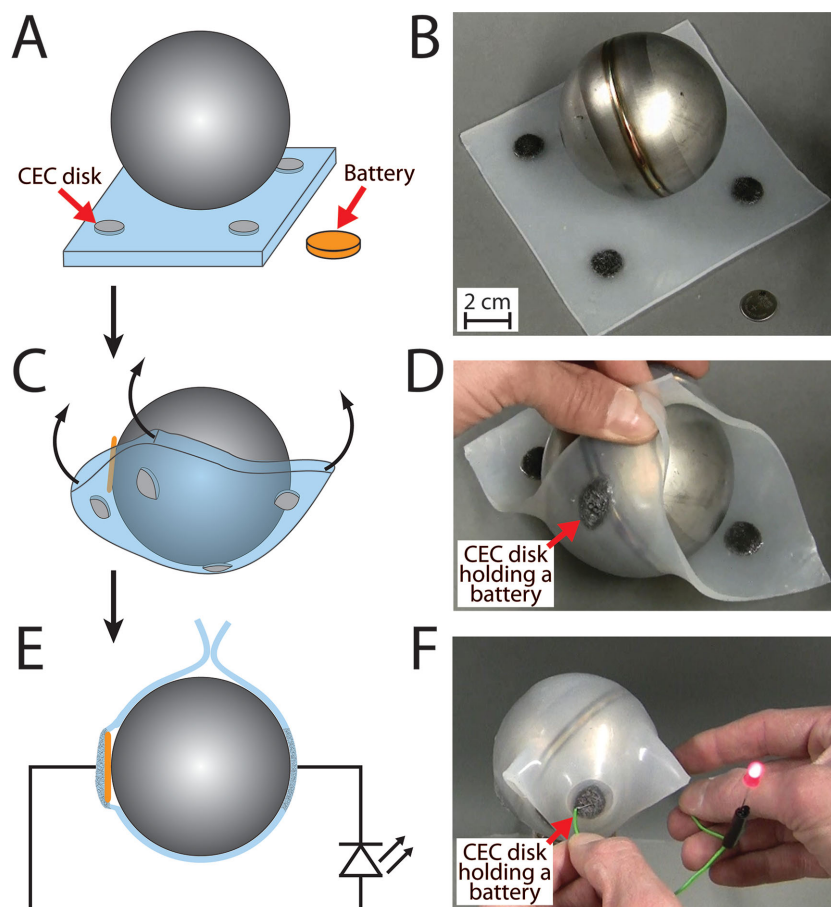 A
B
CEC disk
Battery
2 cm
C
D
CEC disk
holding a
battery
E
F
CEC disk
holding a
battery